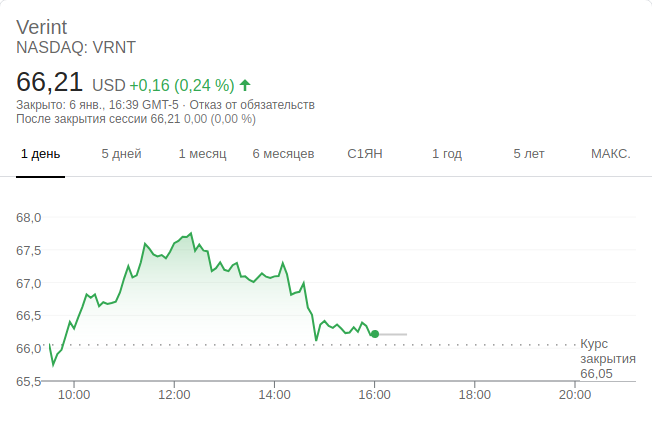 Verint
NASDAQ: VRNT
66,21 USD +0,16 (0,24 %)
Закрыто: 6 янв., 16:39 GMT-5 · Отказ от обязательств
После закрытия сессии 66,21 0,00 (0,00 %)
1 день 5 дней 1 месяц 6 месяцев С1ЯН 1 год 5 лет МАКС.
68,0
67,5
67,0
66,5
66,0
65,5
Курс
закрытия
66,05
10:00 12:00 14:00 16:00 18:00 20:00